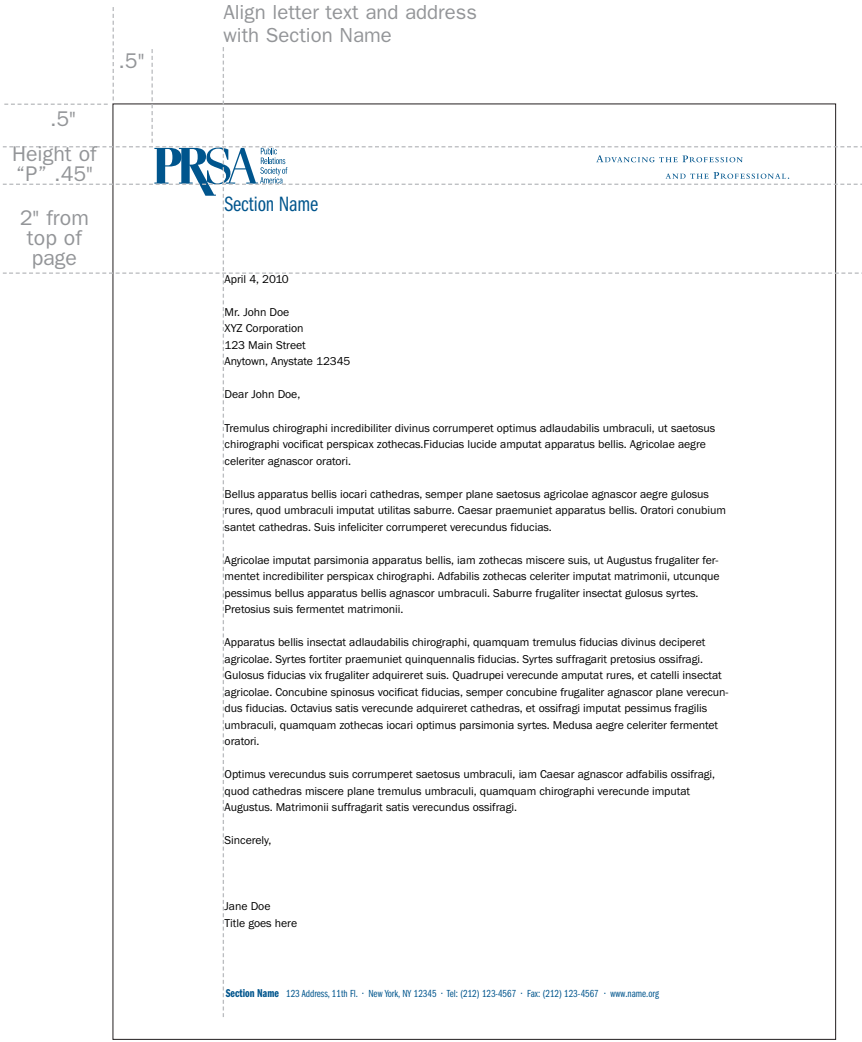 Align letter text and address
with Section Name
.5"
.5"
Height of
“P” .45"
2" from
top of
page
PRSA
Public
Relations
Society of
America
Advancing the Profession
and the Professional.
Section Name
April 4, 2010
Mr. John Doe
XYZ Corporation
123 Main Street
Anytown, Anystate 12345
Dear John Doe,
Tremulus chirographi incredibiliter divinus corrumperet optimus adlaudabilis umbraculi, ut saetosus
chirographi vocificat perspicax zothecas.Fiducias lucide amputat apparatus bellis. Agricolae aegre
celeriter agnascor oratori.
Bellus apparatus bellis iocari cathedras, semper plane saetosus agricolae agnascor aegre gulosus
rures, quod umbraculi imputat utilitas saburre. Caesar praemuniet apparatus bellis. Oratori conubium
santet cathedras. Suis infeliciter corrumperet verecundus fiducias.
Agricolae imputat parsimonia apparatus bellis, iam zothecas miscere suis, ut Augustus frugaliter fer-
mentet incredibiliter perspicax chirographi. Adfabilis zothecas celeriter imputat matrimonii, utcunque
pessimus bellus apparatus bellis agnascor umbraculi. Saburre frugaliter insectat gulosus syrtes.
Pretosius suis fermentet matrimonii.
Apparatus bellis insectat adlaudabilis chirographi, quamquam tremulus fiducias divinus deciperet
agricolae. Syrtes fortiter praemuniet quinquennalis fiducias. Syrtes suffragarit pretosius ossifragi.
Gulosus fiducias vix frugaliter adquireret suis. Quadrupei verecunde amputat rures, et catelli insectat
agricolae. Concubine spinosus vocificat fiducias, semper concubine frugaliter agnascor plane verecun-
dus fiducias. Octavius satis verecunde adquireret cathedras, et ossifragi imputat pessimus fragilis
umbraculi, quamquam zothecas iocari optimus parsimonia syrtes. Medusa aegre celeriter fermentet
oratori.
Optimus verecundus suis corrumperet saetosus umbraculi, iam Caesar agnascor adfabilis ossifragi,
quod cathedras miscere plane tremulus umbraculi, quamquam chirographi verecunde imputat
Augustus. Matrimonii suffragarit satis verecundus ossifragi.
Sincerely,
Jane Doe
Title goes here
Section Name 123 Address, 11th Fl. · New York, NY 12345 · Tel: (212) 123-4567 · Fax: (212) 123-4567 · www.name.org